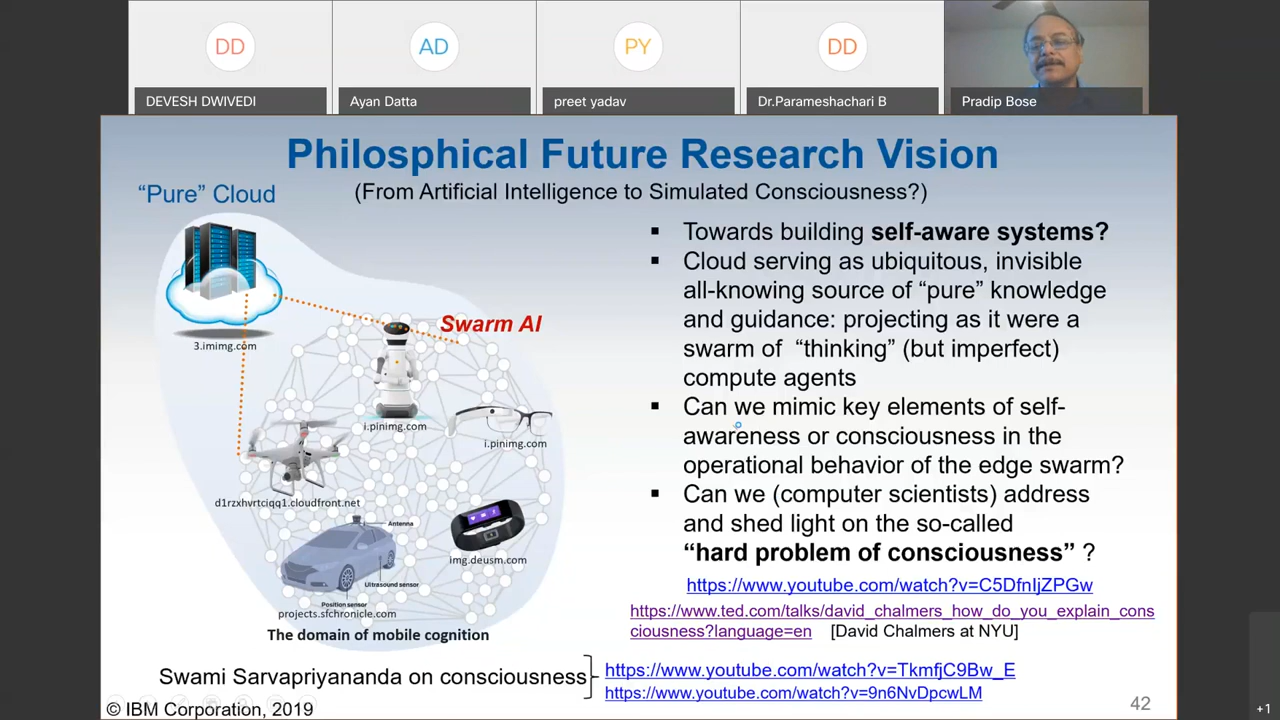 DD
AD
PY
DD
DEVESH DWIVEDI
Ayan Datta
preet yadav
Dr.Parameshachari B
Pradip Bose
Philosphical Future Research Vision
(From Artificial Intelligence to Simulated Consciousness?)
“Pure” Cloud
3.imimg.com
Swarm AI
i.pinimg.com
i.pinimg.com
d1rzxhvrtciqq1.cloudfront.net
Antenna
img.deusm.com
Ultrasound sensor
Position sensor
projects.sfchronicle.com
The domain of mobile cognition
▪ Towards building self-aware systems?
▪ Cloud serving as ubiquitous, invisible
all-knowing source of “pure” knowledge
and guidance: projecting as it were a
swarm of “thinking” (but imperfect)
compute agents
▪ Can we mimic key elements of self-
awareness or consciousness in the
operational behavior of the edge swarm?
▪ Can we (computer scientists) address
and shed light on the so-called
“hard problem of consciousness” ?
https://www.youtube.com/watch?v=C5DfnIjZPGw
https://www.ted.com/talks/david_chalmers_how_do_you_explain_cons
ciousness?language=en [David Chalmers at NYU]
Swami Sarvapriyananda on consciousness
https://www.youtube.com/watch?v=TkmfjC9Bw_E
https://www.youtube.com/watch?v=9n6NvDpcwLM
© IBM Corporation, 2019
42
+1